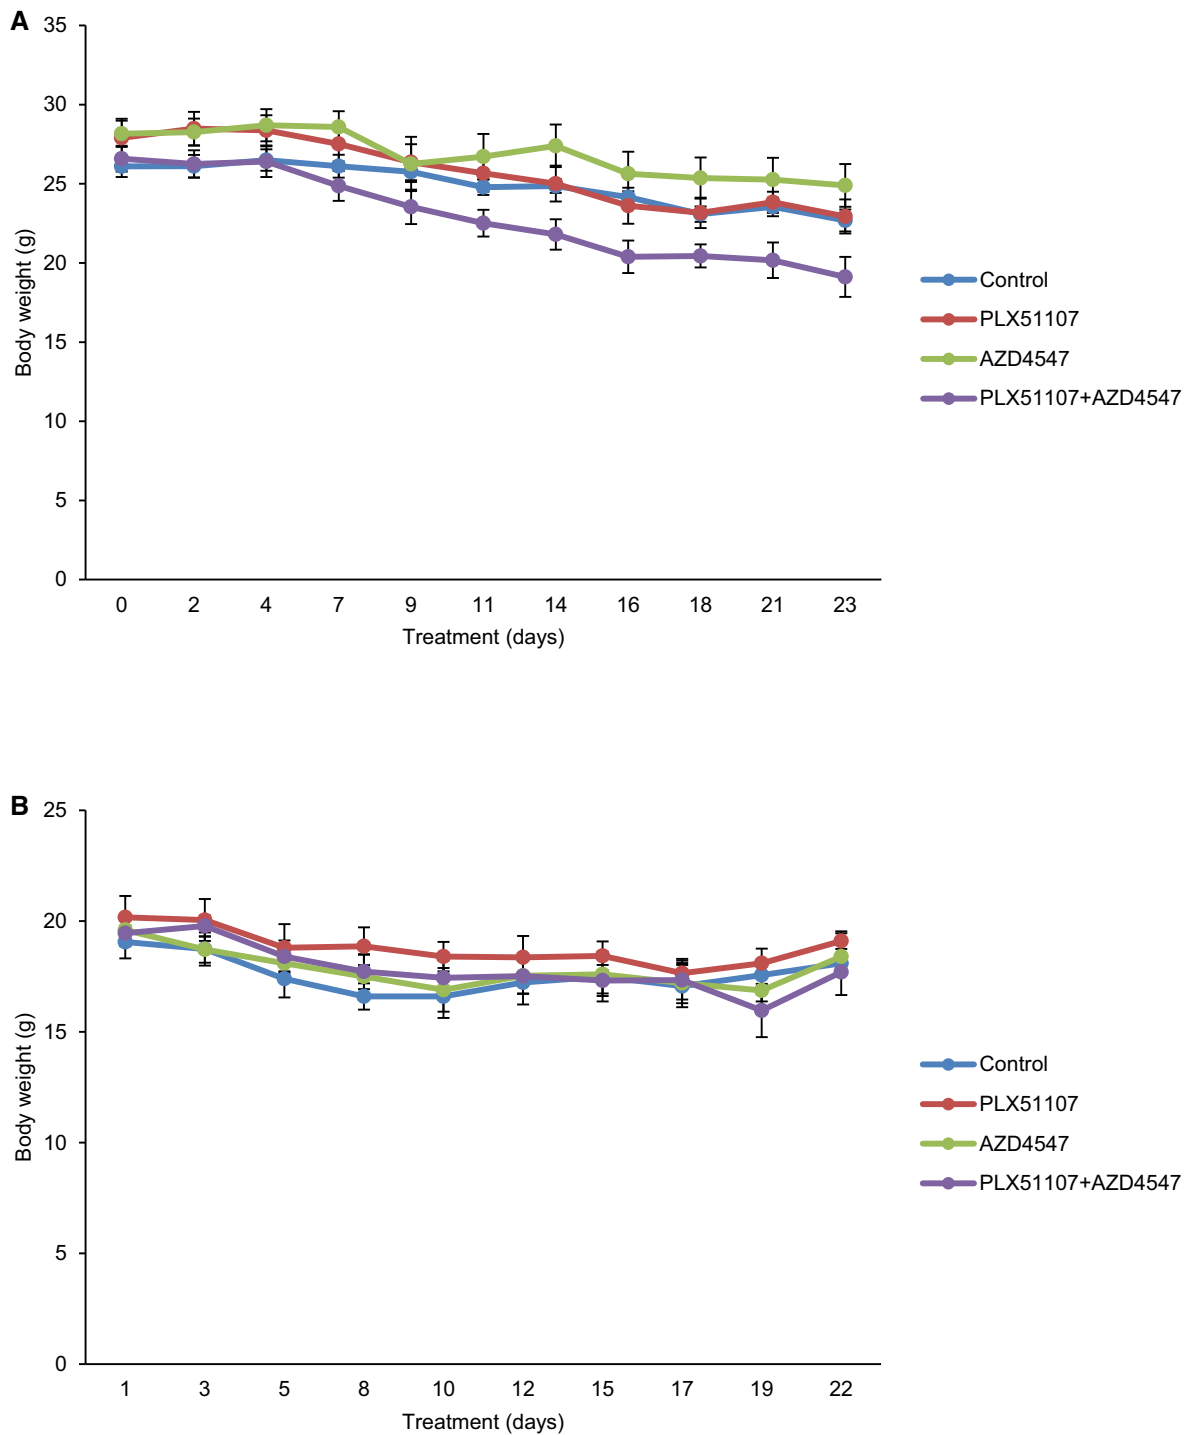 A
35
30
25
20
15
10
5
0
Body weight (g)
0 2 4 7 9 11 14 16 18 21 23
Treatment (days)
Control
PLX51107
AZD4547
PLX51107+AZD4547
B
25
20
15
10
5
0
Body weight (g)
1 3 5 8 10 12 15 17 19 22
Treatment (days)
Control
PLX51107
AZD4547
PLX51107+AZD4547